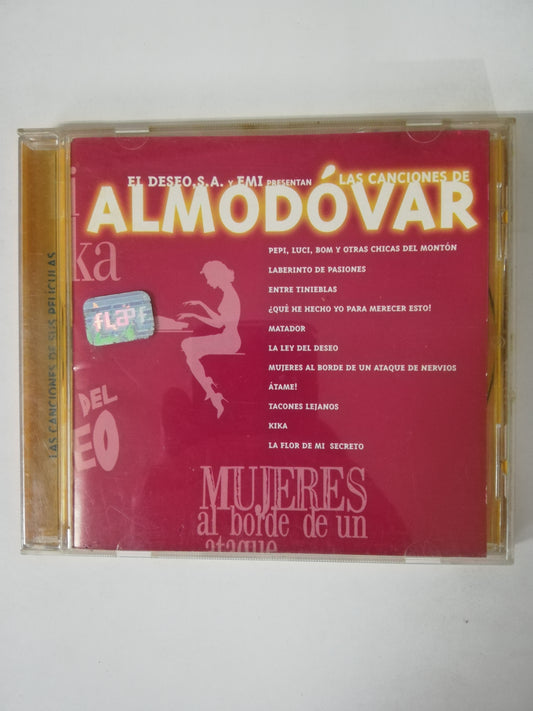 EL DESEO, S.A. Y EMI PRESENTAN LAS CANCIONES DE
ALMODÓVAR
PEPI, LUCI, BOM Y OTRAS CHICAS DEL MONTÓN
LABERINTO DE PASIONES
ENTRE TINIEBLAS
¿QUÉ HE HECHO YO PARA MERECER ESTO!
MATADOR
LA LEY DEL DESEO
MUJERES AL BORDE DE UN ATAQUE DE NERVIOS
ÁTAME!
TACONES LEJANOS
KIKA
LA FLOR DE MI SECRETO
ka
FLAPF
DEL
EO
MUJERES
al borde de un
ataque
LAS CANCIONES DE SUS PELICULAS